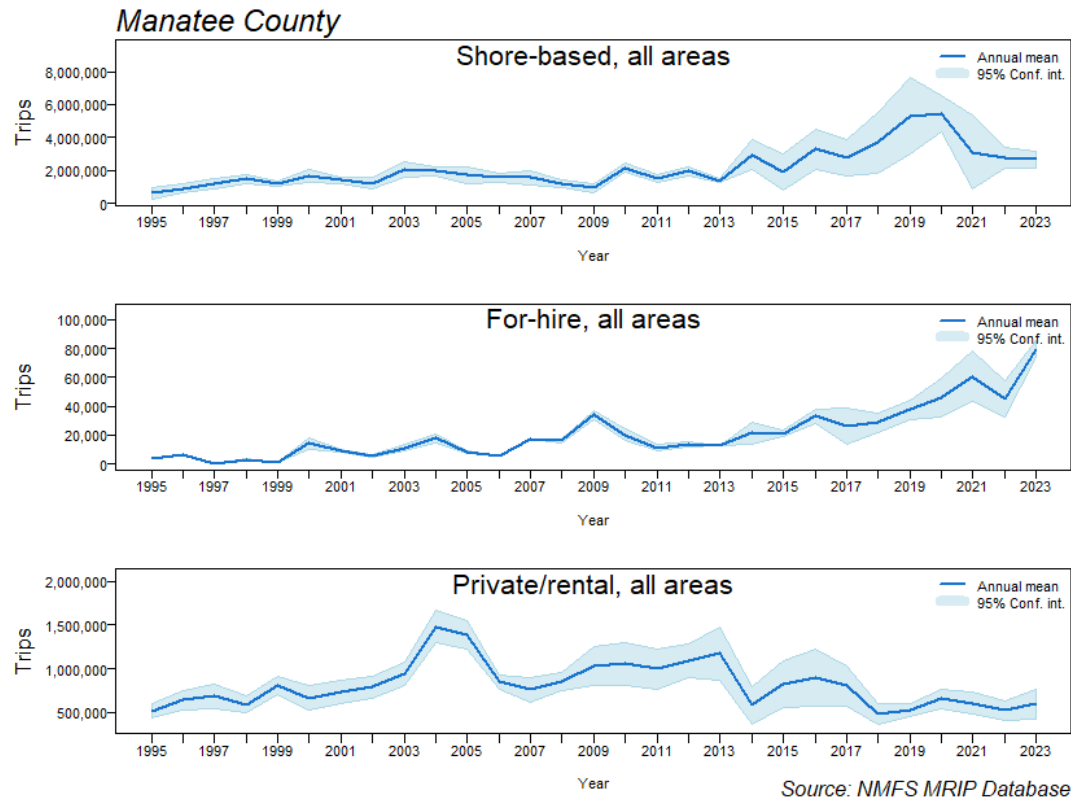 Manatee County
Shore-based, all areas
Annual mean
95% Conf. int.
Trips
8,000,000
6,000,000
4,000,000
2,000,000
0
1995 1997 1999 2001 2003 2005 2007 2009 2011 2013 2015 2017 2019 2021 2023
Year
For-hire, all areas
Annual mean
95% Conf. int.
Trips
100,000
80,000
60,000
40,000
20,000
0
1995 1997 1999 2001 2003 2005 2007 2009 2011 2013 2015 2017 2019 2021 2023
Year
Private/rental, all areas
Annual mean
95% Conf. int.
Trips
2,000,000
1,500,000
1,000,000
500,000
1995 1997 1999 2001 2003 2005 2007 2009 2011 2013 2015 2017 2019 2021 2023
Year
Source: NMFS MRIP Database